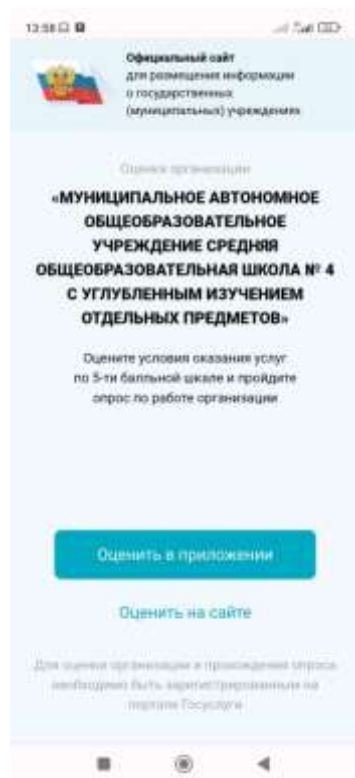 13:58
Официальный сайт
для размещения информации
о государственных
(муниципальных) учреждениях
Оценка организации
«МУНИЦИПАЛЬНОЕ АВТОНОМНОЕ
ОБЩЕОБРАЗОВАТЕЛЬНОЕ
УЧРЕЖДЕНИЕ СРЕДНЯЯ
ОБЩЕОБРАЗОВАТЕЛЬНАЯ ШКОЛА № 4
С УГЛУБЛЕННЫМ ИЗУЧЕНИЕМ
ОТДЕЛЬНЫХ ПРЕДМЕТОВ»
Оцените условия оказания услуг
по 5-ти балльной шкале и пройдите
опрос по работе организации
Оценить в приложении
Оценить на сайте
Для оценки организации и прохождения опроса
необходимо быть зарегистрированным на
портале Госуслуги